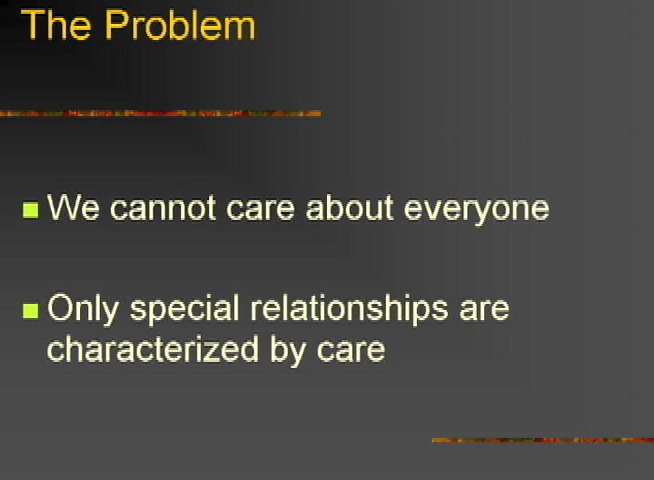 The Problem
We cannot care about everyone
Only special relationships are
characterized by care